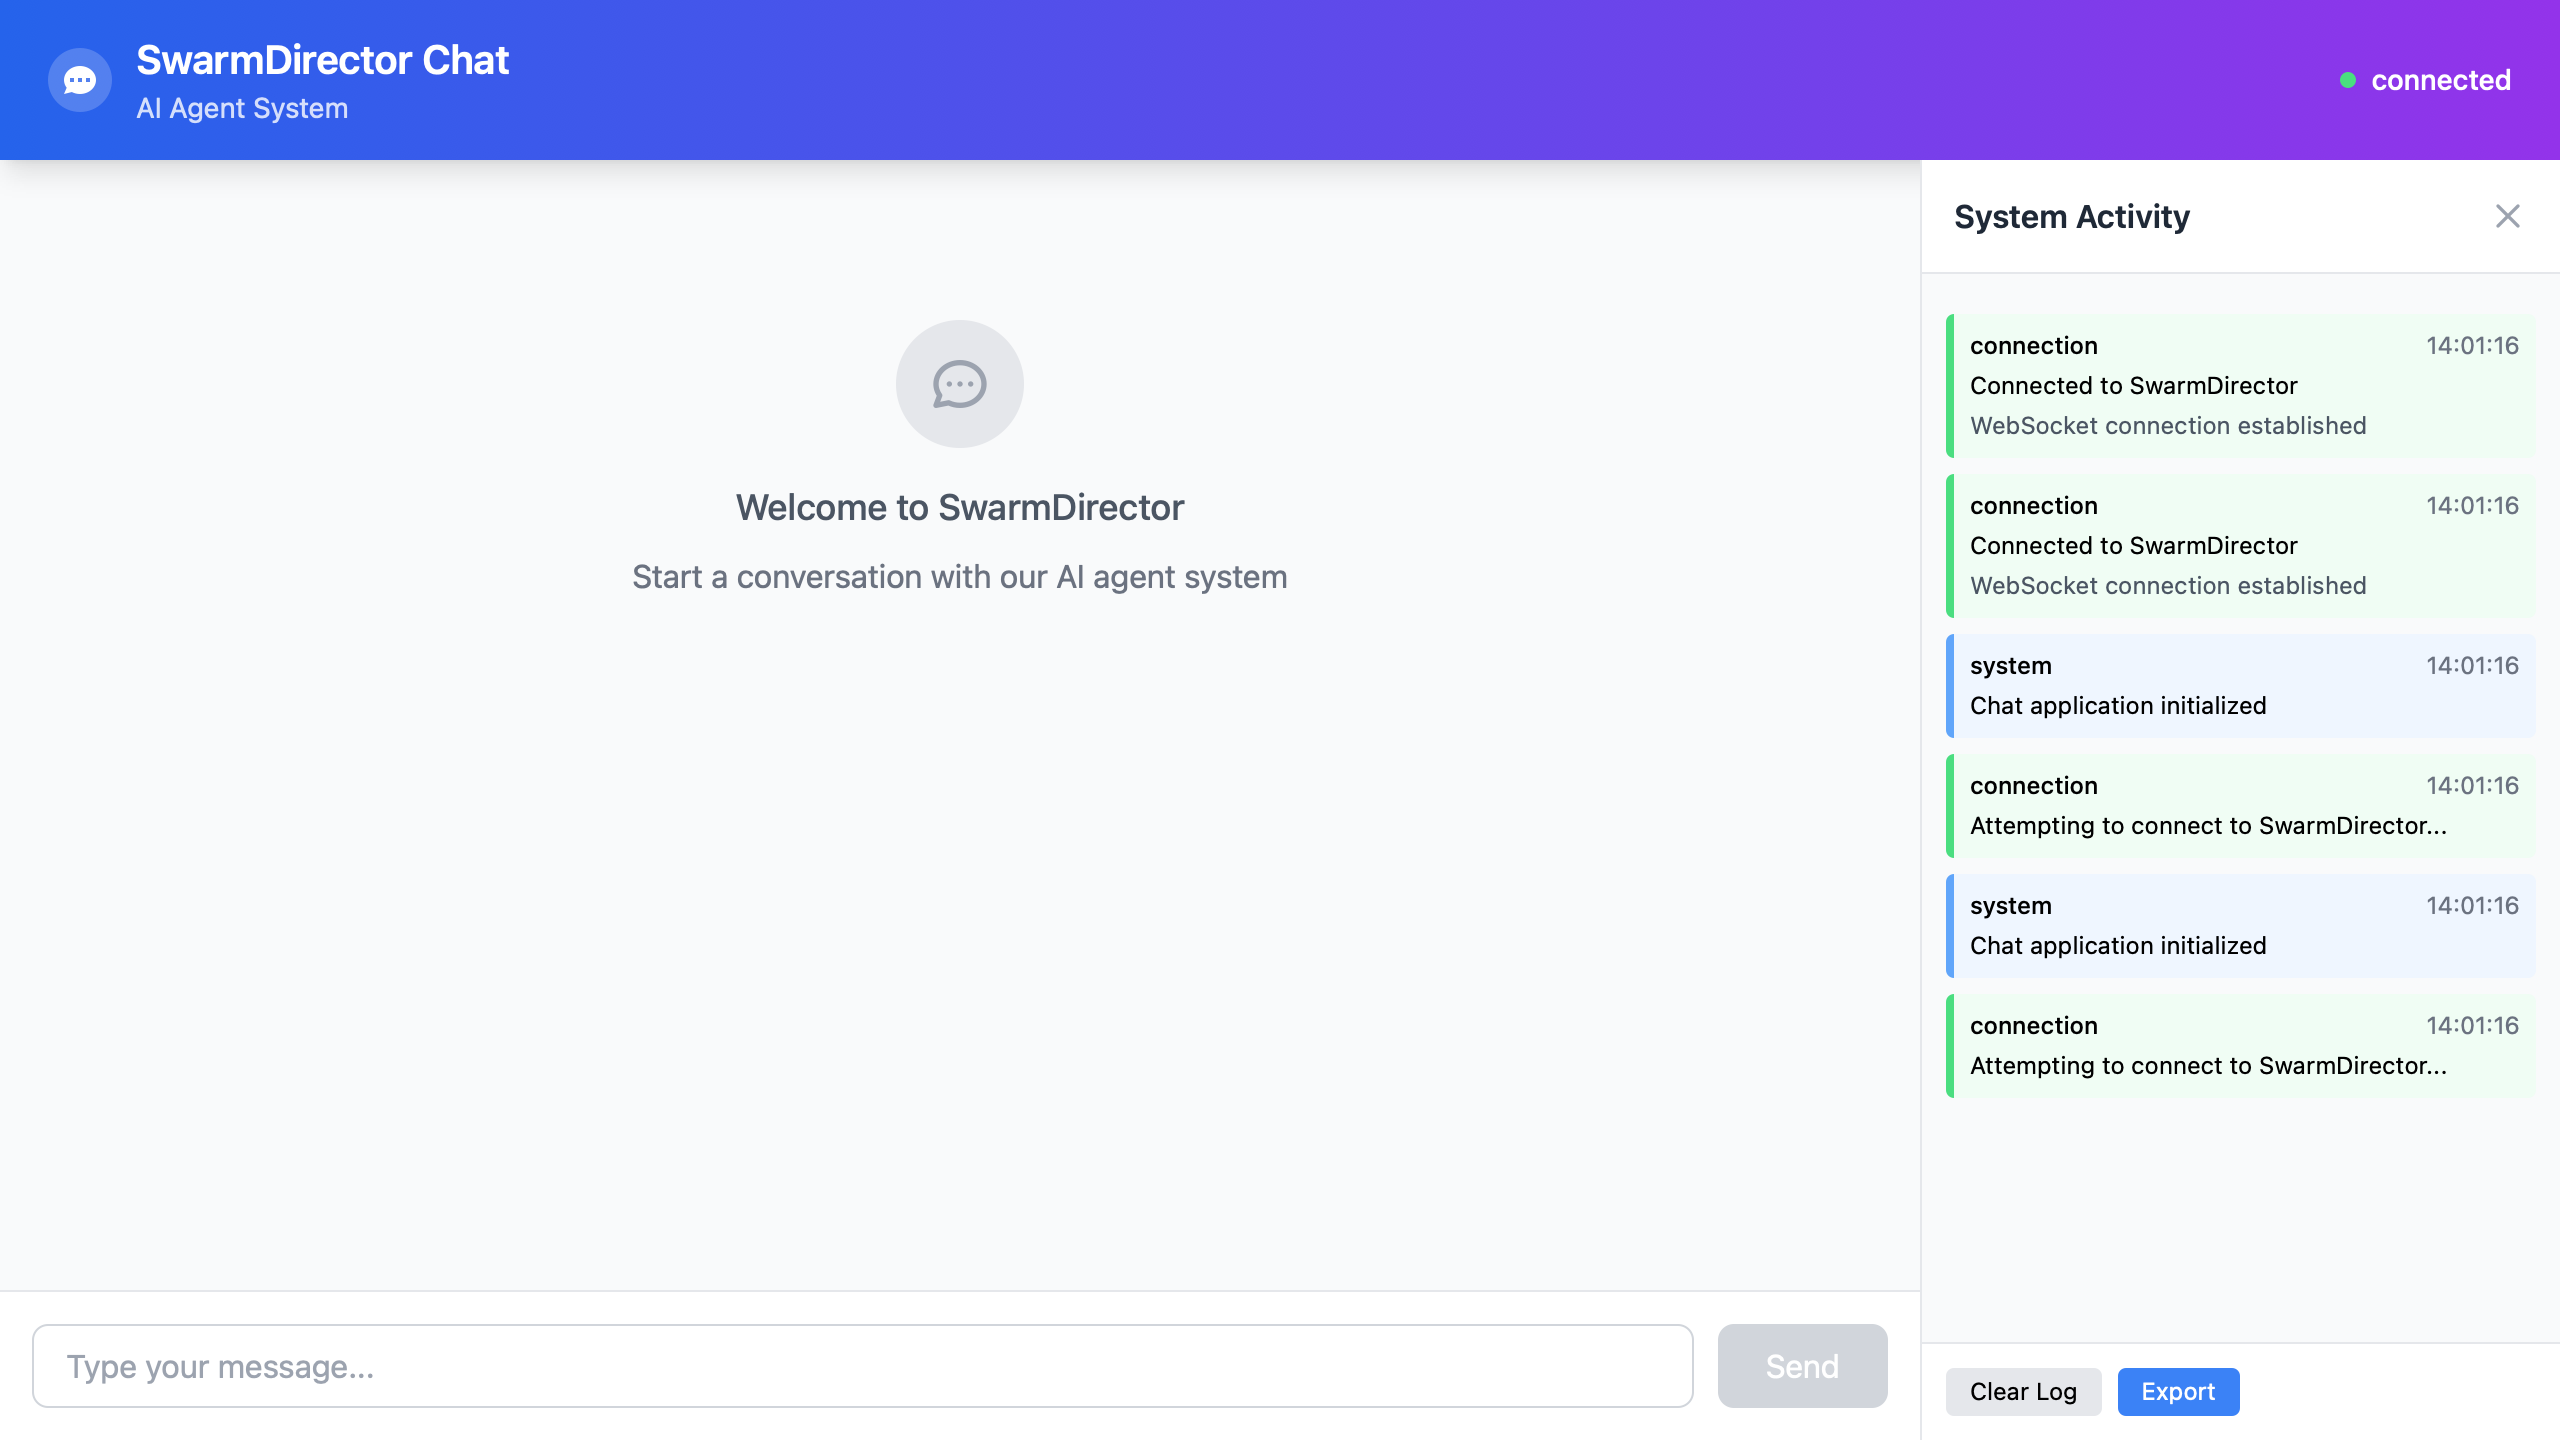 SwarmDirector Chat
AI Agent System
connected
Welcome to SwarmDirector
Start a conversation with our AI agent system
Type your message...
Send
System Activity
connection 14:01:16
Connected to SwarmDirector
WebSocket connection established
connection 14:01:16
Connected to SwarmDirector
WebSocket connection established
system 14:01:16
Chat application initialized
connection 14:01:16
Attempting to connect to SwarmDirector...
system 14:01:16
Chat application initialized
connection 14:01:16
Attempting to connect to SwarmDirector...
Clear Log Export